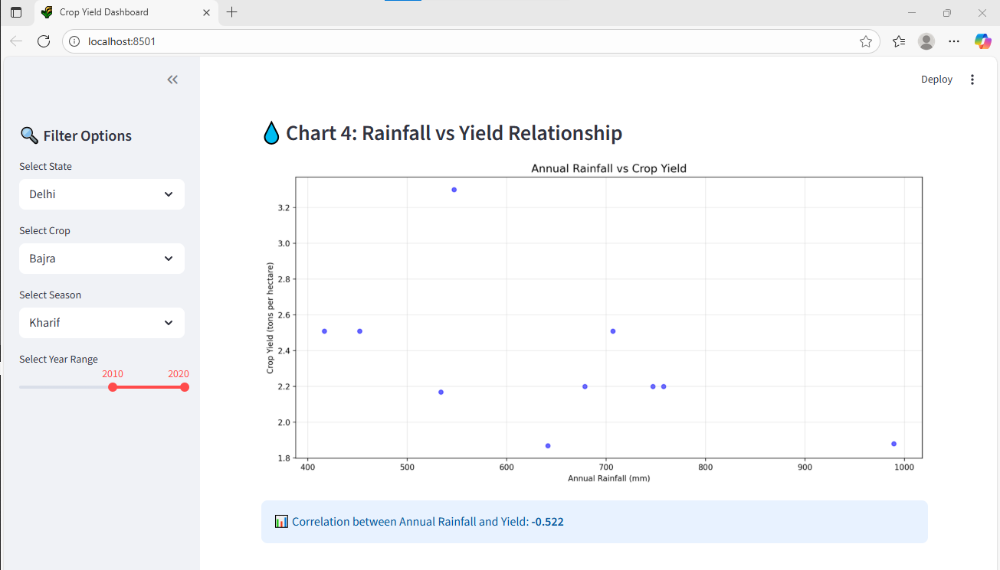 Crop Yield Dashboard
localhost:8501
Deploy
Filter Options
Select State
Delhi
Select Crop
Bajra
Select Season
Kharif
Select Year Range
2010 2020
Chart 4: Rainfall vs Yield Relationship
Annual Rainfall vs Crop Yield
Crop Yield (tons per hectare)
3.2
3.0
2.8
2.6
2.4
2.2
2.0
1.8
400 500 600 700 800 900 1000
Annual Rainfall (mm)
Correlation between Annual Rainfall and Yield: -0.522